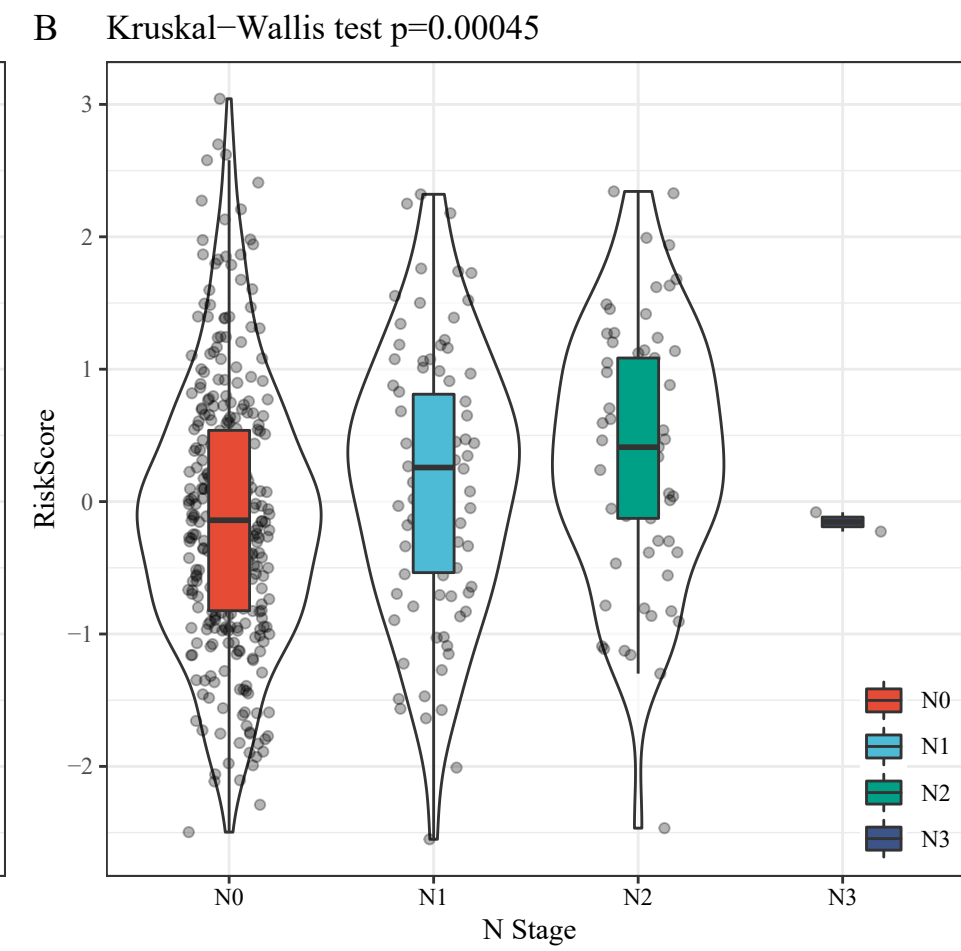 B Kruskal−Wallis test p=0.00045
3
2
1
0
−1
−2
RiskScore
N0
N1
N2
N3
N0
N1
N2
N3
N Stage